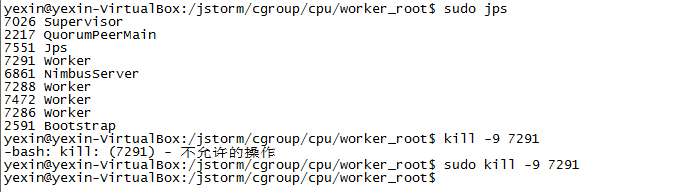 yexin@yexin-VirtualBox:/jstorm/cgroup/cpu/worker_root$ sudo jps
7026 Supervisor
2217 QuorumPeerMain
7551 Jps
7291 Worker
6861 NimbusServer
7288 Worker
7472 Worker
7286 Worker
2591 Bootstrap
yexin@yexin-VirtualBox:/jstorm/cgroup/cpu/worker_root$ kill -9 7291
-bash: kill: (7291) - 不允许的操作
yexin@yexin-VirtualBox:/jstorm/cgroup/cpu/worker_root$ sudo kill -9 7291
yexin@yexin-VirtualBox:/jstorm/cgroup/cpu/worker_root$